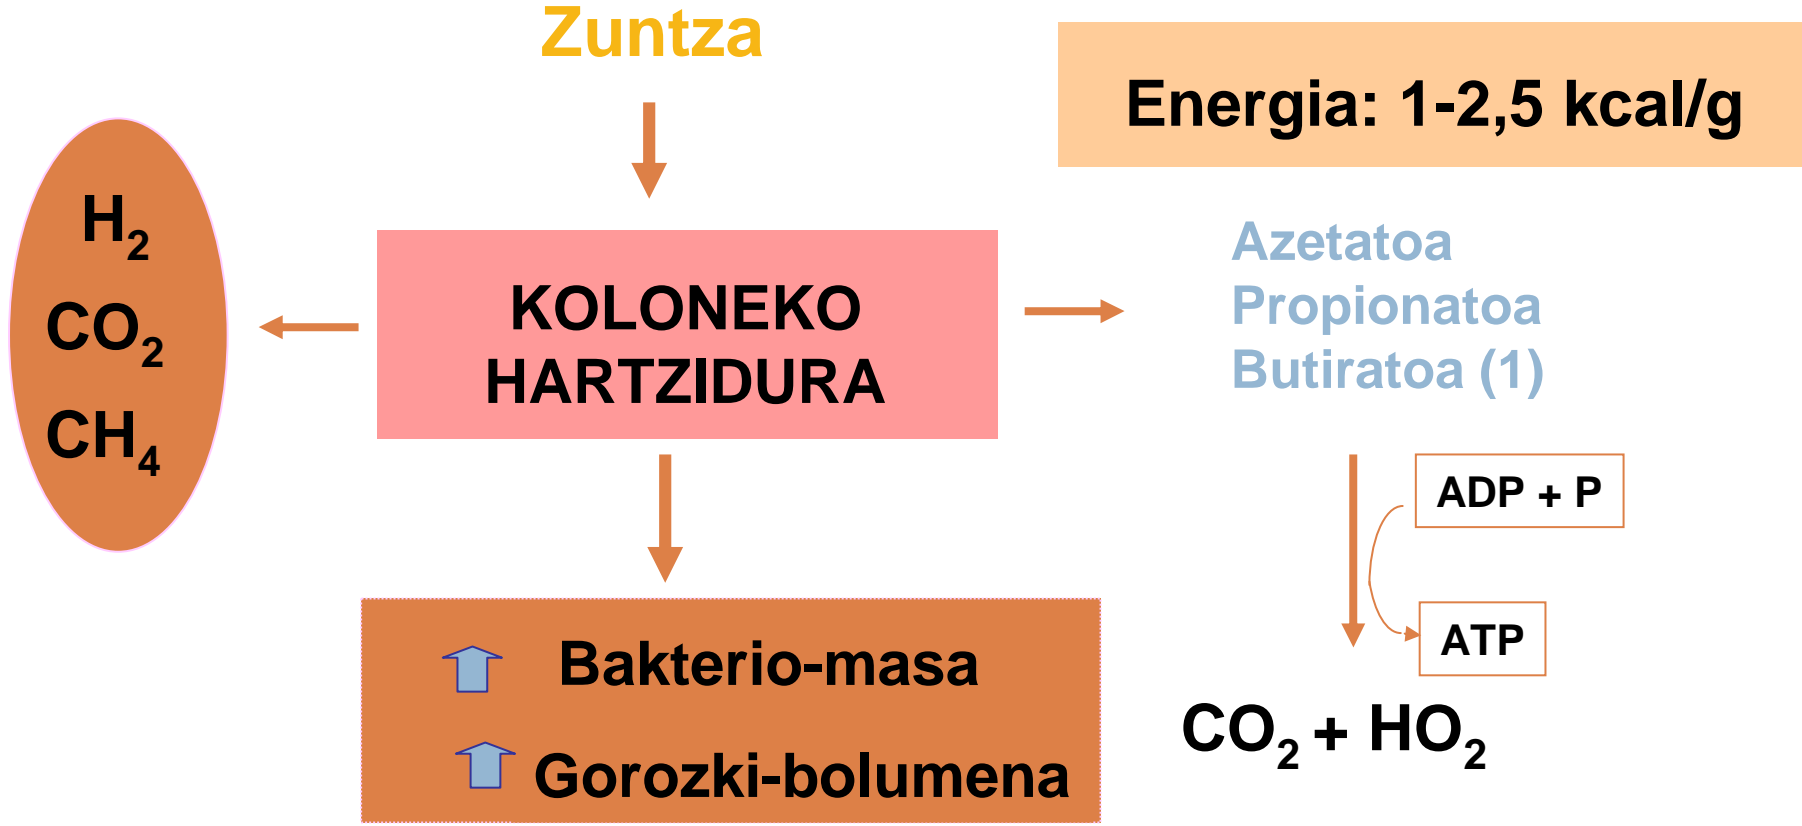 Zuntza
Energia: 1-2,5 kcal/g
H₂
CO₂
CH₄
KOLONEKO
HARTZIDURA
Azetatoa
Propionatoa
Butiratoa (1)
ADP + P
ATP
CO₂ + HO₂
Bakterio-masa
Gorozki-bolumena